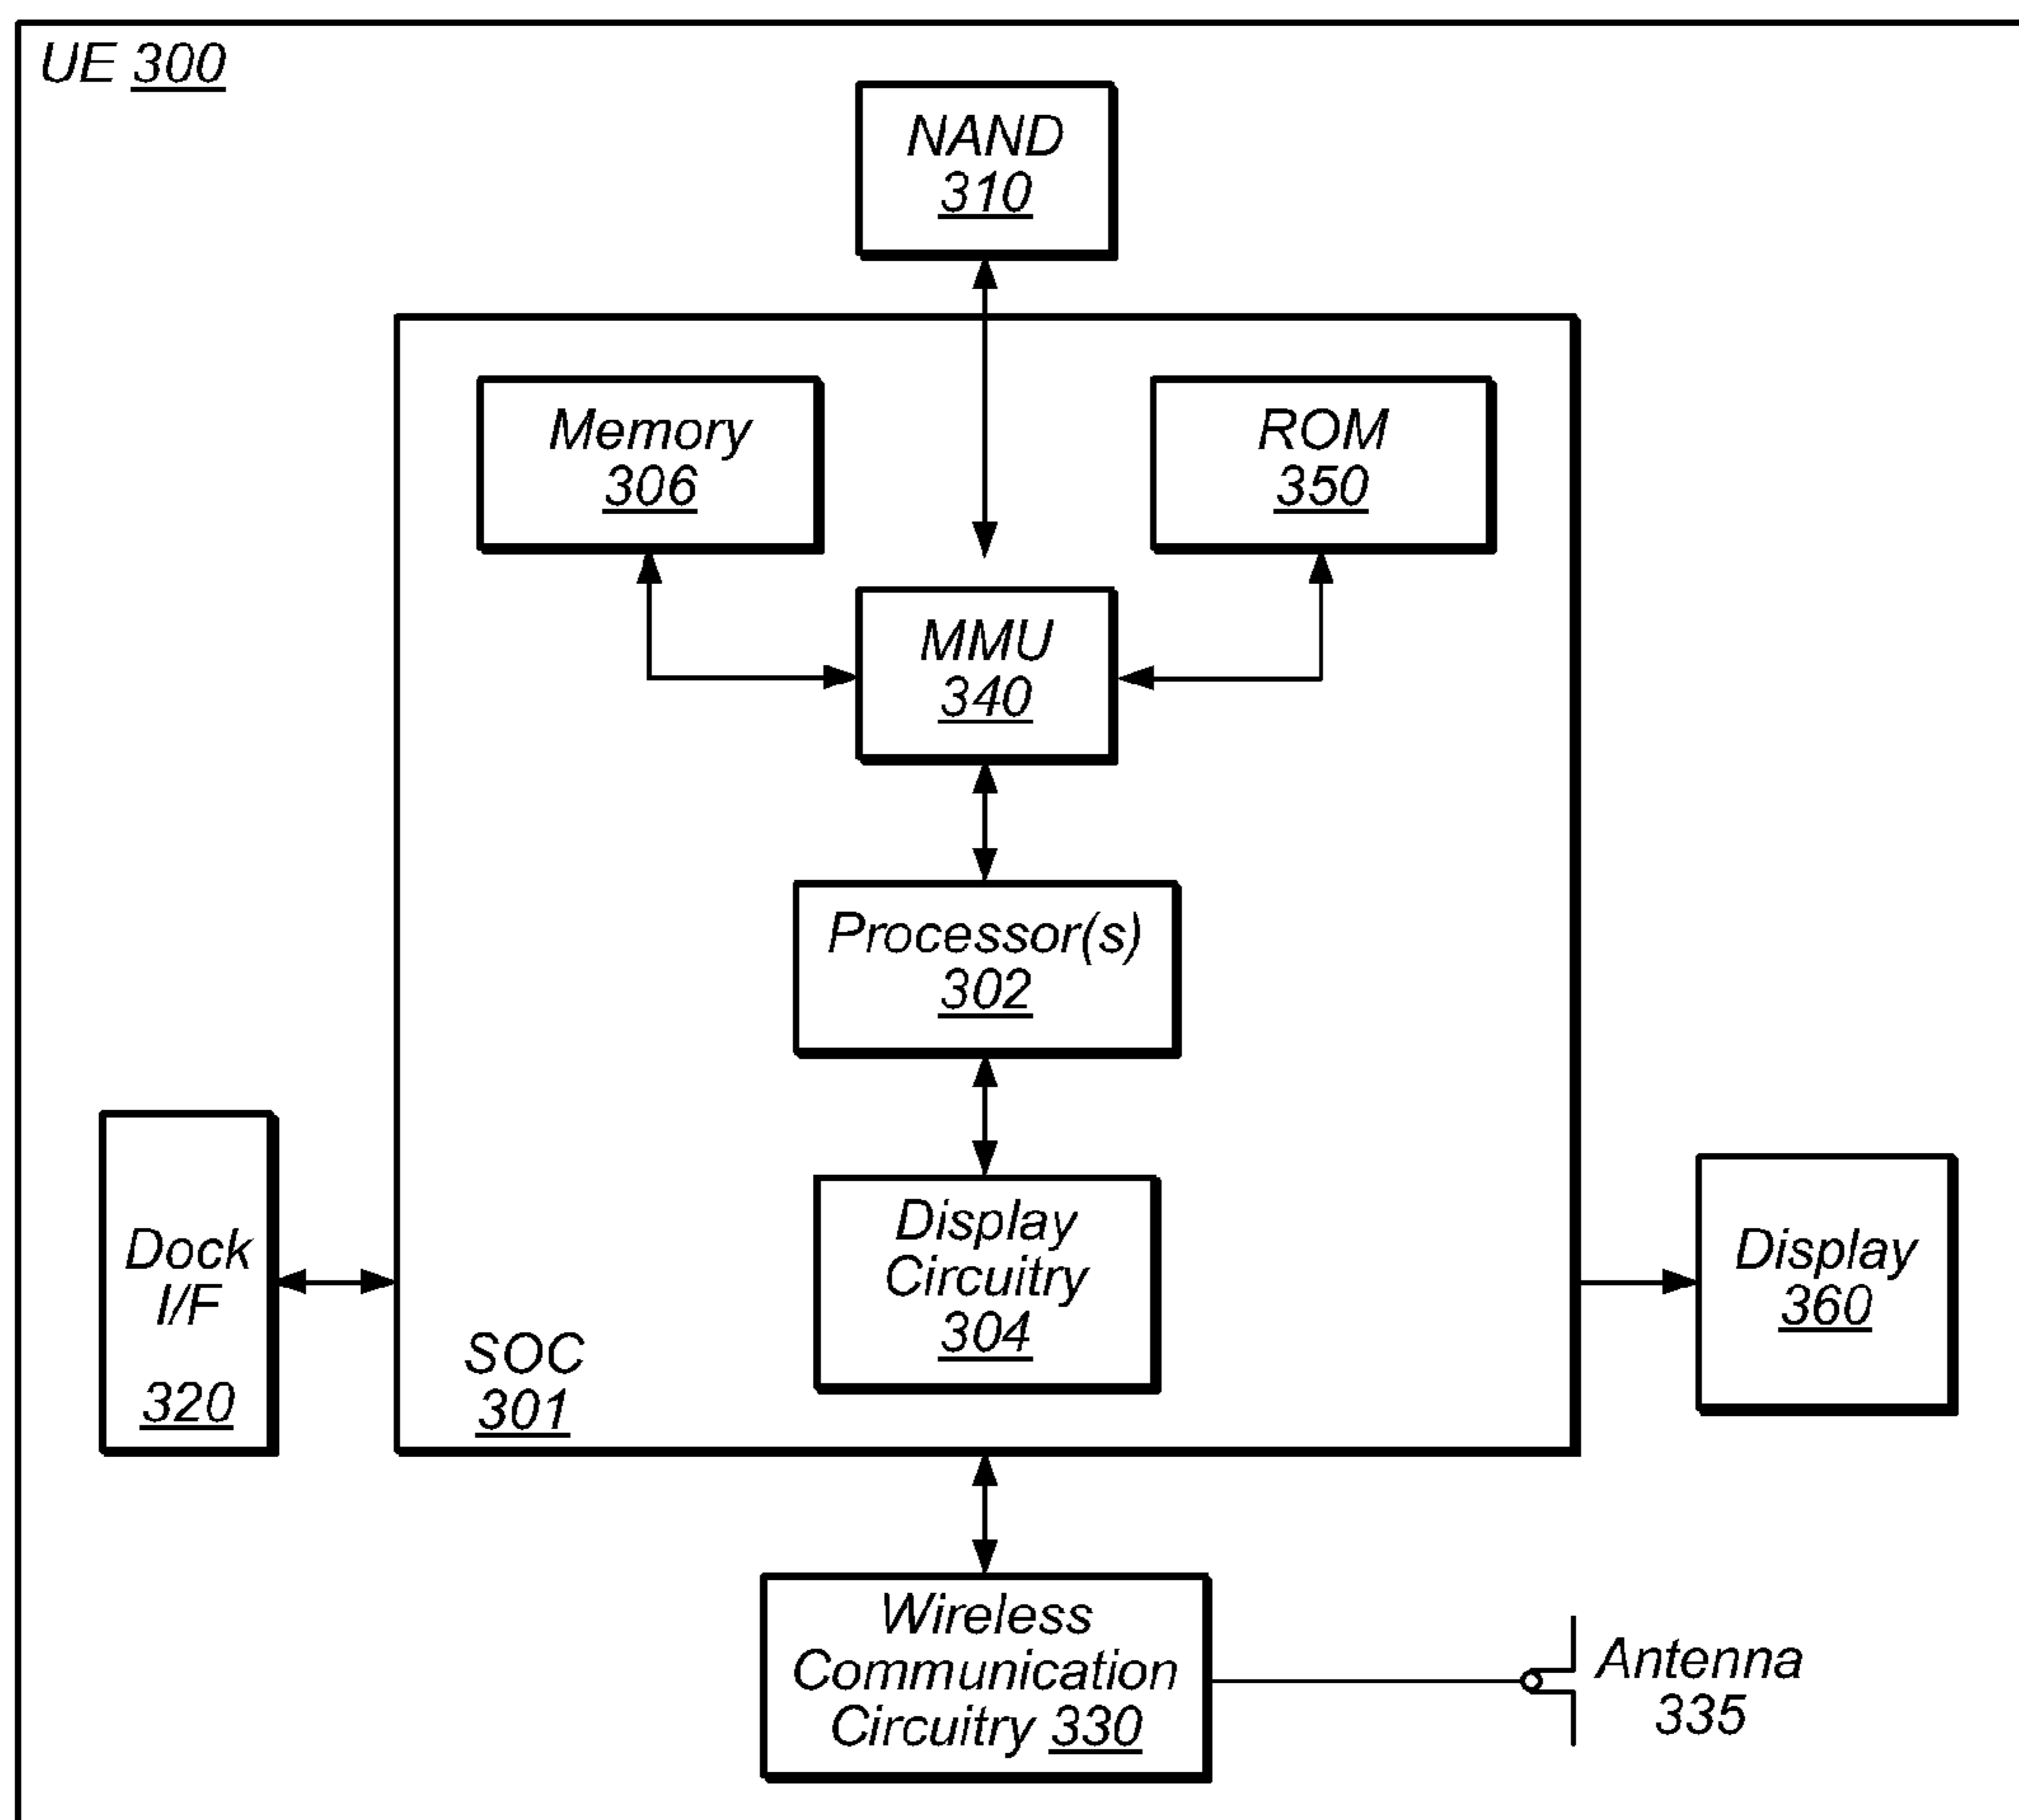 UE 300
NAND
310
Memory
306
ROM
350
MMU
340
Processor(s)
302
Display
Circuitry
304
Dock
I/F
320
SOC
301
Display
360
Wireless
Communication
Circuitry 330
Antenna
335